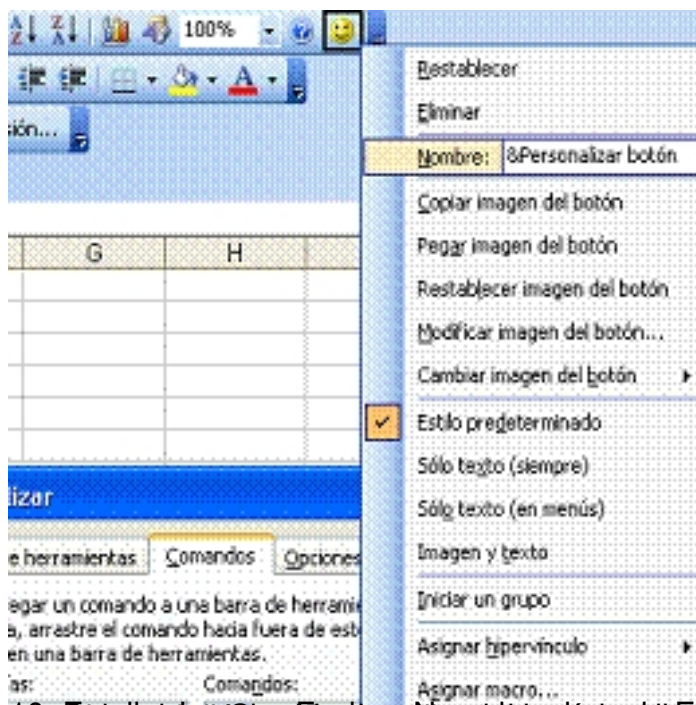 100%
ión...
G H
Restablecer
Eliminar
Nombre: &Personalizar botón
Copiar imagen del botón
Pegar imagen del botón
Restablecer imagen del botón
Modificar imagen del botón...
Cambiar imagen del botón
Estilo predeterminado
Sólo texto (siempre)
Sólo texto (en menús)
Imagen y texto
Iniciar un grupo
Asignar hipervínculo
Asignar macro...
izar
e herramientas Comandos Opciones
egar un comando a una barra de herramie
a, arrastre el comando hacia fuera de est
en una barra de herramientas.
as: Comandos: